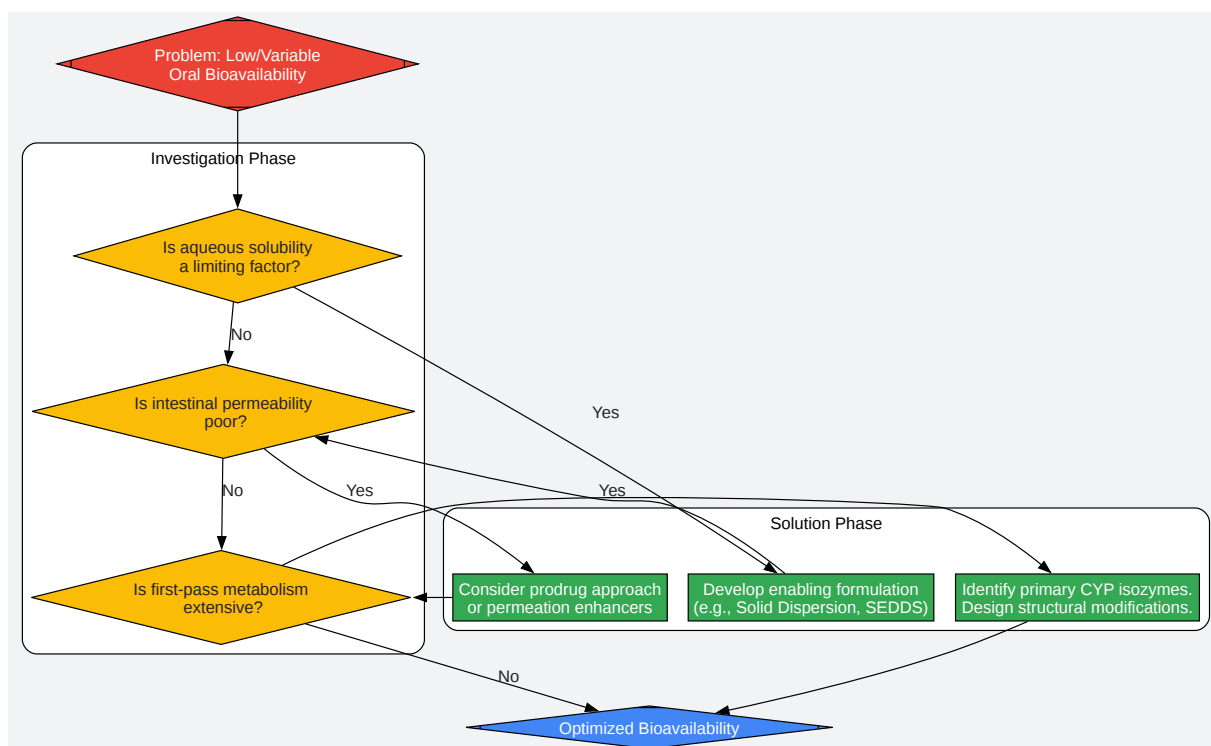 Problem: Low/Variable
Oral Bioavailability
Investigation Phase
Is aqueous solubility
a limiting factor?
No
Is intestinal permeability
poor?
Yes
No
Yes
Yes
Solution Phase
Is first-pass metabolism
extensive?
Consider prodrug approach
or permeation enhancers
Develop enabling formulation
(e.g., Solid Dispersion, SEDDS)
Identify primary CYP isozymes.
Design structural modifications.
No
Optimized Bioavailability